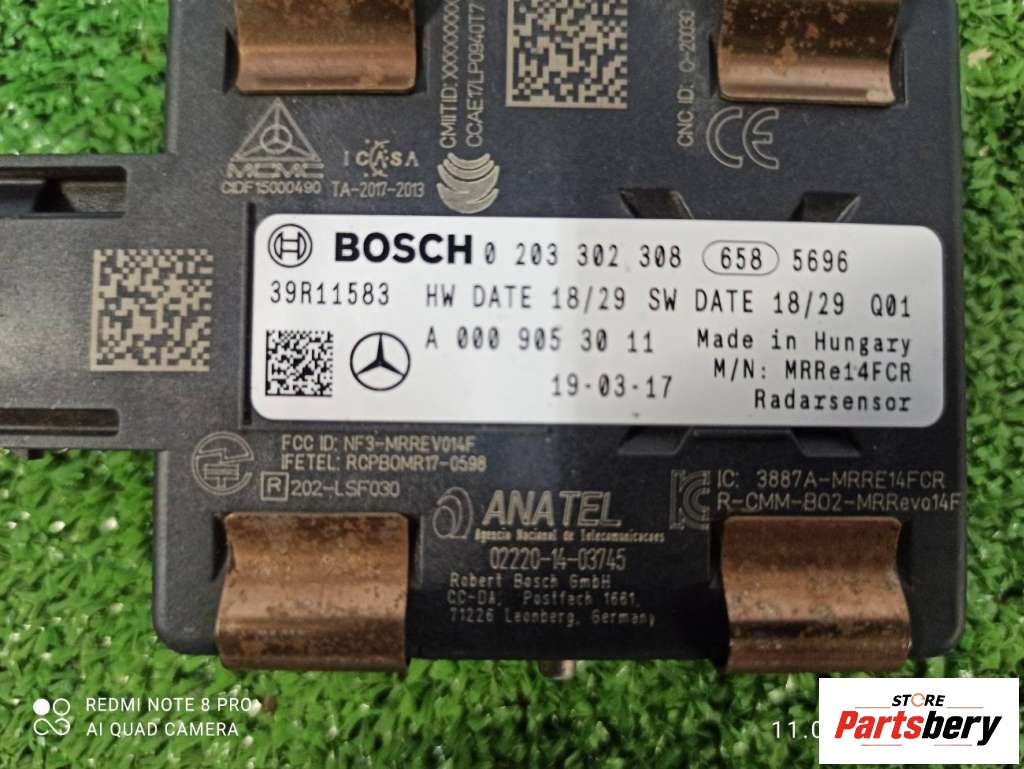 CMIIT ID: XXXXXXXXXX
CCAE17LP0940T7
CNC ID: Q-20030
CE
MCMC
CIDF15000490
ICASA
TA-2017-2013
BOSCH 0 203 302 308 658 5696
39R11583 HW DATE 18/29 SW DATE 18/29 Q01
A 000 905 30 11 Made in Hungary
19-03-17 M/N: MRRe14FCR
Radarsensor
FCC ID: NF3-MRREVO14F
IFETEL: RCPBOMR17-0598
R 202-LSF030
ANATEL
Agencia Nacional de Telecomunicacoes
02220-14-03745
Robert Bosch GmbH
CC-DA, Postfach 1661,
71226 Leonberg, Germany
IC: 3887A-MRRE14FCR
R-CMM-BO2-MRRevo14F
REDMI NOTE 8 PRO
AI QUAD CAMERA
STORE
Partsbery